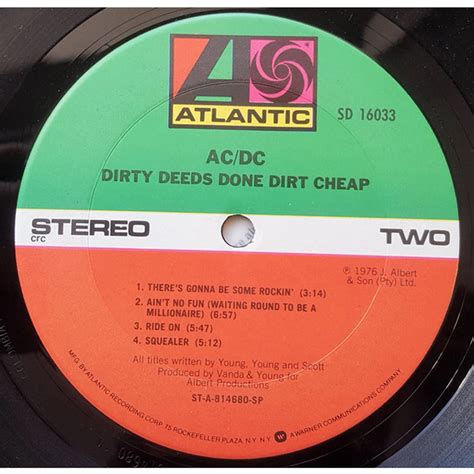 ATLANTIC
SD 16033
AC/DC
DIRTY DEEDS DONE DIRT CHEAP
STEREO
crc
TWO
℗ 1976 J. Albert
& Son (Pty) Ltd.
1. THERE'S GONNA BE SOME ROCKIN' (3:14)
2. AIN'T NO FUN (WAITING ROUND TO BE A
MILLIONAIRE) (6:57)
3. RIDE ON (5:47)
4. SQUEALER (5:12)
All titles written by Young, Young and Scott
Produced by Vanda & Young for
Albert Productions
ST-A-814680-SP
MFG BY ATLANTIC RECORDING CORP 75 ROCKEFELLER PLAZA N.Y. N.Y. A WARNER COMMUNICATIONS COMPANY